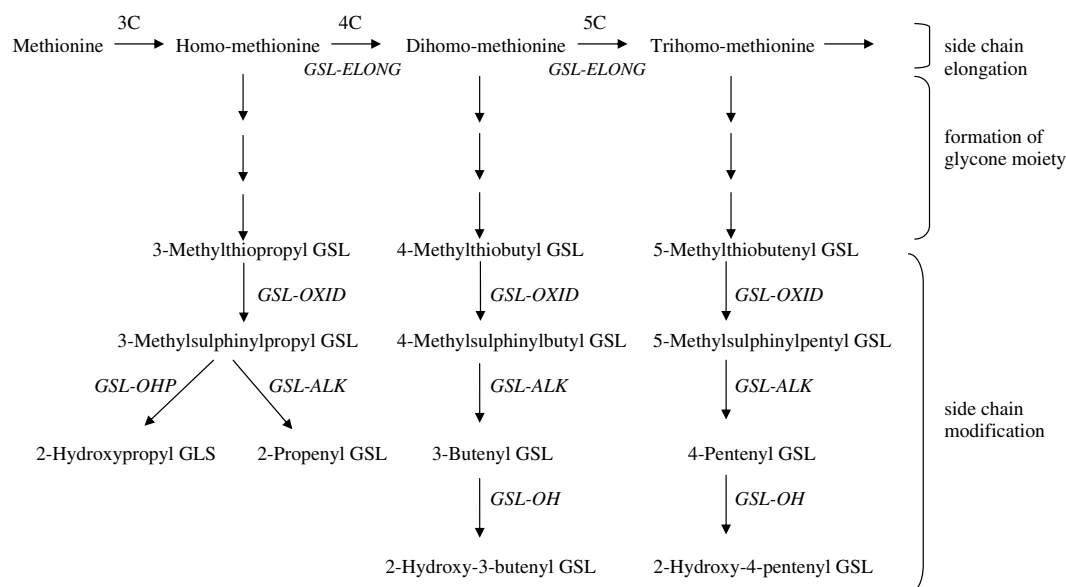 3C 4C 5C
Methionine Homo-methionine Dihomo-methionine Trihomo-methionine
GSL-ELONG GSL-ELONG
side chain
elongation
formation of
glycone moiety
3-Methylthiopropyl GSL 4-Methylthiobutyl GSL 5-Methylthiobutenyl GSL
GSL-OXID GSL-OXID GSL-OXID
3-Methylsulphinylpropyl GSL 4-Methylsulphinylbutyl GSL 5-Methylsulphinylpentyl GSL
GSL-OHP GSL-ALK GSL-ALK GSL-ALK
side chain
modification
2-Hydroxypropyl GLS 2-Propenyl GSL 3-Butenyl GSL 4-Pentenyl GSL
GSL-OH GSL-OH
2-Hydroxy-3-butenyl GSL 2-Hydroxy-4-pentenyl GSL